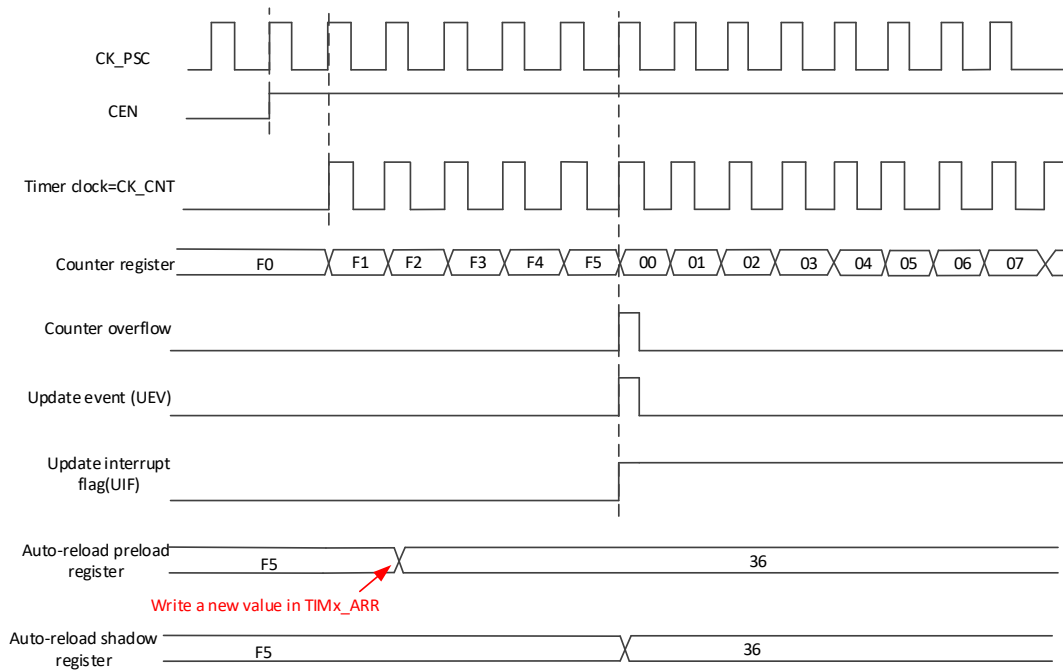 CK_PSC
CEN
Timer clock=CK_CNT
Counter register
F0 F1 F2 F3 F4 F5 00 01 02 03 04 05 06 07
Counter overflow
Update event (UEV)
Update interrupt
flag(UIF)
Auto-reload preload
register
F5 36
Write a new value in TIMx_ARR
Auto-reload shadow
register
F5 36